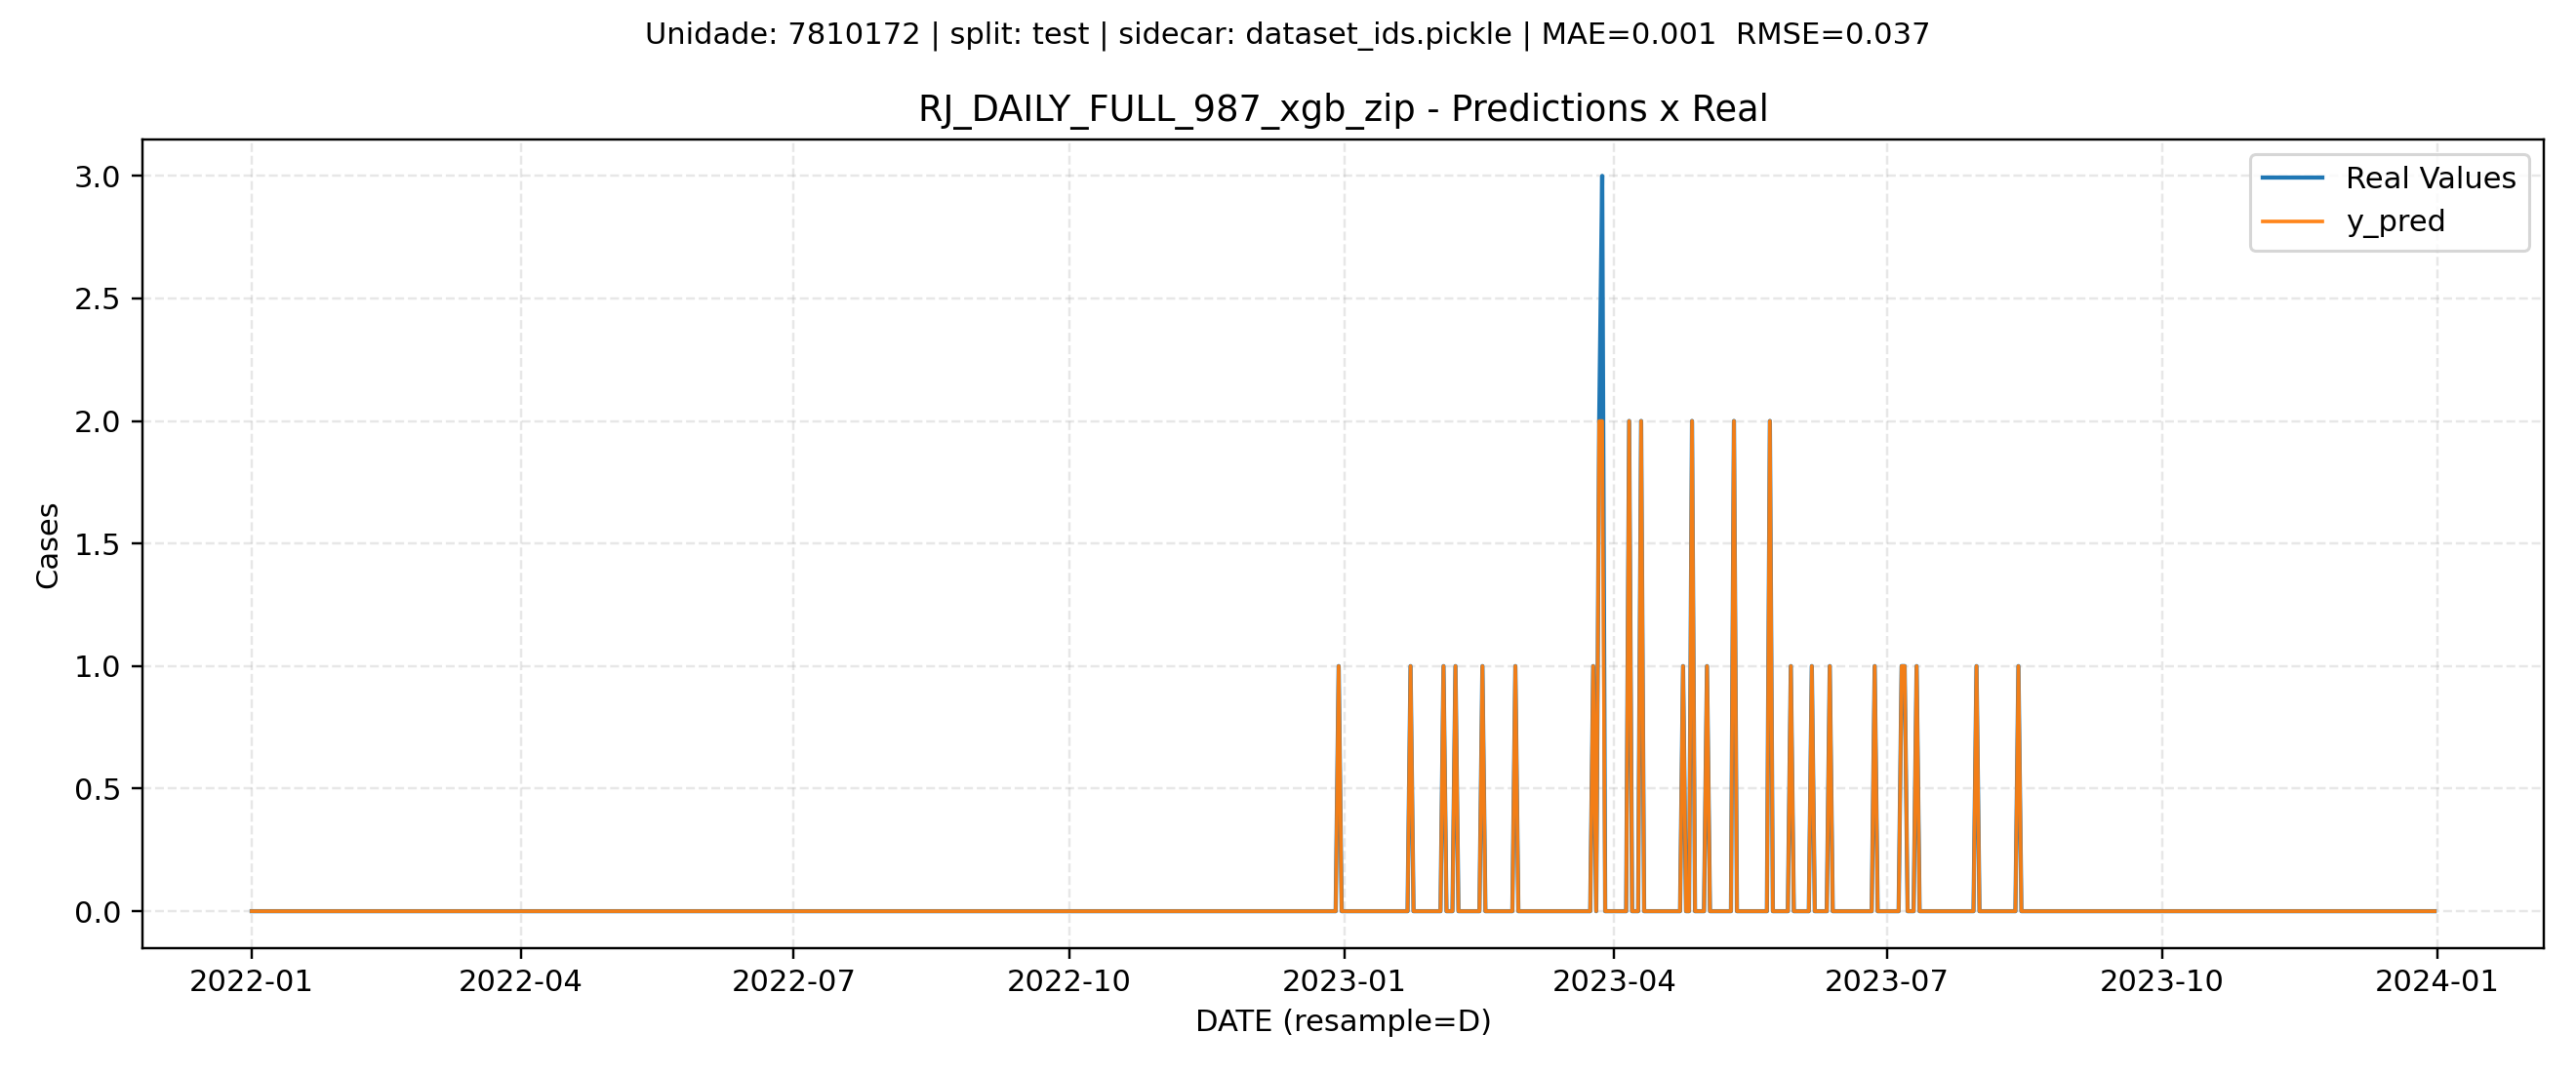 Unidade: 7810172 | split: test | sidecar: dataset_ids.pickle | MAE=0.001  RMSE=0.037
RJ_DAILY_FULL_987_xgb_zip - Predictions x Real
Real Values
y_pred
Cases
3.0
2.5
2.0
1.5
1.0
0.5
0.0
2022-01 2022-04 2022-07 2022-10 2023-01 2023-04 2023-07 2023-10 2024-01
DATE (resample=D)